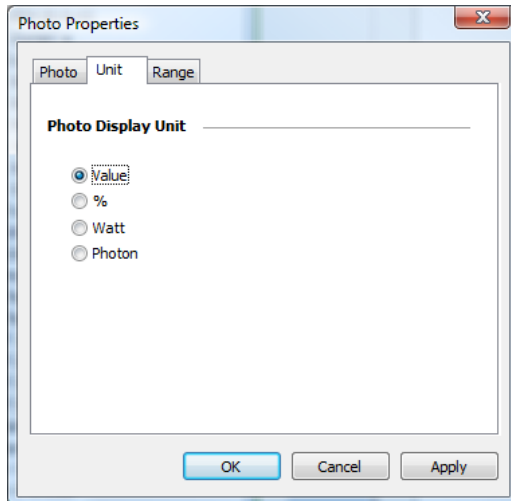 Photo Properties
Photo Unit Range
Photo Display Unit
Value
%
Watt
Photon
OK Cancel Apply